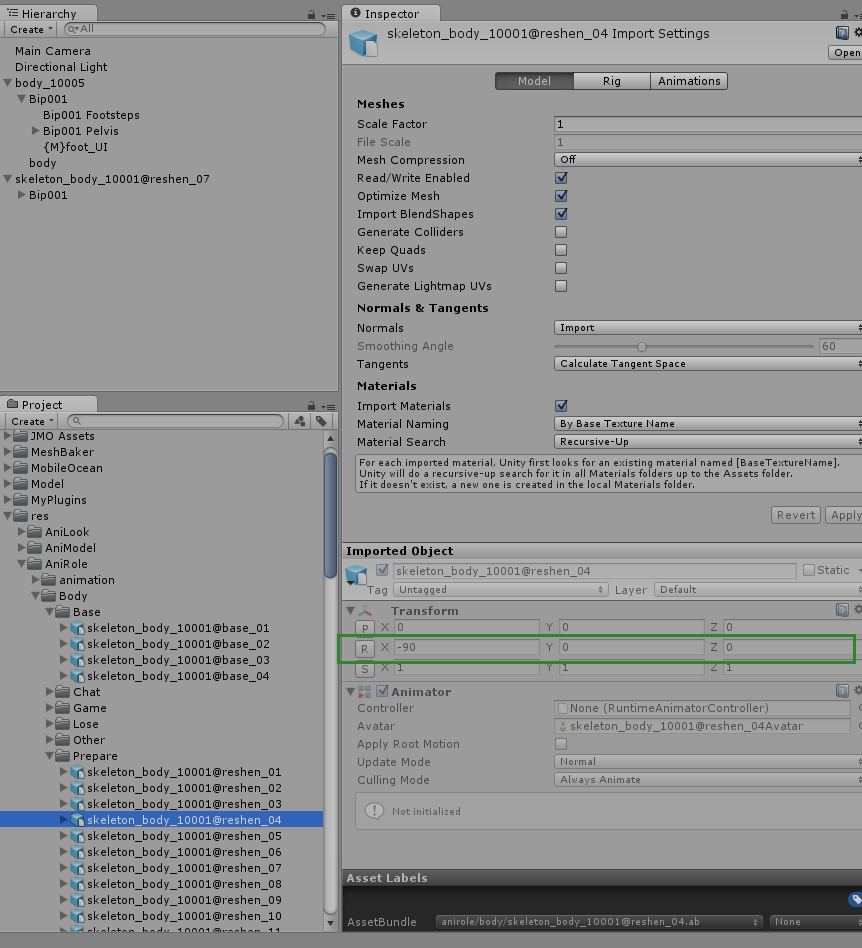 Hierarchy
Create
All
Main Camera
Directional Light
body_10005
Bip001
Bip001 Footsteps
Bip001 Pelvis
{M}foot_UI
body
skeleton_body_10001@reshen_07
Bip001
Project
Create
JMO Assets
MeshBaker
MobileOcean
Model
MyPlugins
res
AniLook
AniModel
AniRole
animation
Body
Base
skeleton_body_10001@base_01
skeleton_body_10001@base_02
skeleton_body_10001@base_03
skeleton_body_10001@base_04
Chat
Game
Lose
Other
Prepare
skeleton_body_10001@reshen_01
skeleton_body_10001@reshen_02
skeleton_body_10001@reshen_03
skeleton_body_10001@reshen_04
skeleton_body_10001@reshen_05
skeleton_body_10001@reshen_06
skeleton_body_10001@reshen_07
skeleton_body_10001@reshen_08
skeleton_body_10001@reshen_09
skeleton_body_10001@reshen_10
skeleton_body_10001@reshen_11
Inspector
skeleton_body_10001@reshen_04 Import Settings
Open
Model Rig Animations
Meshes
Scale Factor 1
File Scale 1
Mesh Compression Off
Read/Write Enabled
Optimize Mesh
Import BlendShapes
Generate Colliders
Keep Quads
Swap UVs
Generate Lightmap UVs
Normals & Tangents
Normals Import
Smoothing Angle 60
Tangents Calculate Tangent Space
Materials
Import Materials
Material Naming By Base Texture Name
Material Search Recursive-Up
For each imported material, Unity first looks for an existing material named [BaseTextureName].
Unity will do a recursive-up search for it in all Materials folders up to the Assets folder.
If it doesn't exist, a new one is created in the local Materials folder.
Revert Apply
Imported Object
skeleton_body_10001@reshen_04 Static
Tag Untagged Layer Default
Transform
P X 0 Y 0 Z 0
R X -90 Y 0 Z 0
S X 1 Y 1 Z 1
Animator
Controller None (RuntimeAnimatorController)
Avatar skeleton_body_10001@reshen_04Avatar
Apply Root Motion
Update Mode Normal
Culling Mode Always Animate
Not initialized
Asset Labels
AssetBundle anirole/body/skeleton_body_10001@reshen_04.ab None